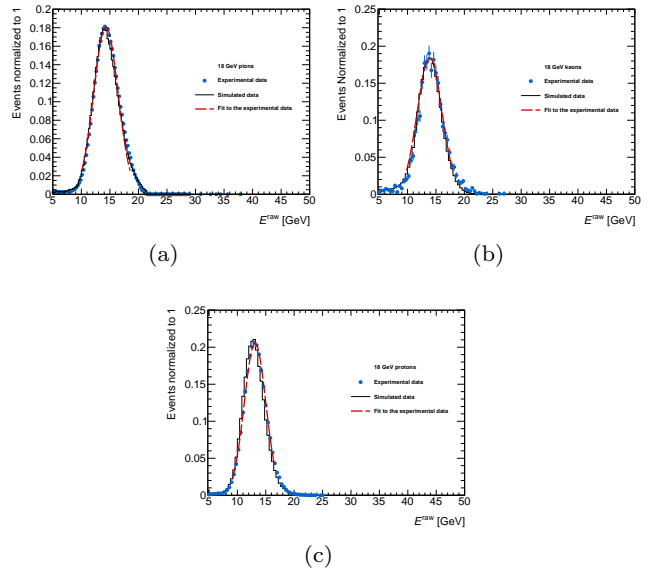 Events normalized to 1
0.18
0.16
0.14
0.12
0.1
0.08
0.06
0.04
0.02
5 10 15 20 25 30 35 40 45 50
E^raw [GeV]
18 GeV pions
Experimental data
Simulated data
Fit to the experimental data
(a)
Events Normalized to 1
0.25
0.2
0.15
0.1
0.05
0
5 10 15 20 25 30 35 40 45 50
E^raw [GeV]
18 GeV kaons
Experimental data
Simulated data
Fit to the experimental data
(b)
Events normalized to 1
0.25
0.2
0.15
0.1
0.05
0
5 10 15 20 25 30 35 40 45 50
E^raw [GeV]
18 GeV protons
Experimental data
Simulated data
Fit to the experimental data
(c)